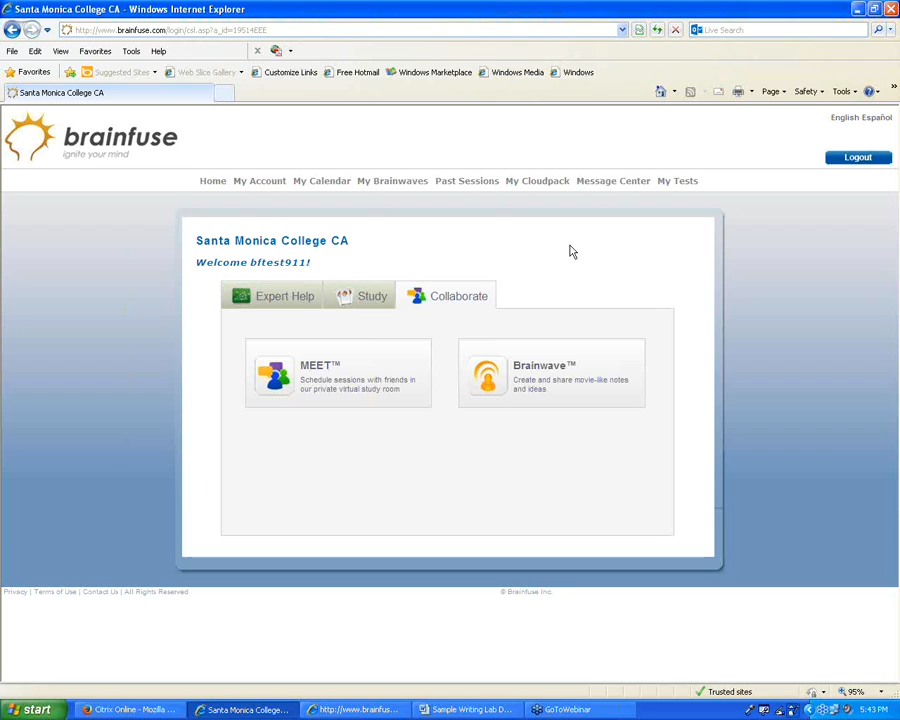 Santa Monica College CA - Windows Internet Explorer
http://www.brainfuse.com/login/csl.asp?a_id=19514EEE
Live Search
File Edit View Favorites Tools Help
Favorites Suggested Sites Web Slice Gallery Customize Links Free Hotmail Windows Marketplace Windows Media Windows
Santa Monica College CA
Page Safety Tools
English Español
brainfuse
ignite your mind
Logout
Home My Account My Calendar My Brainwaves Past Sessions My Cloudpack Message Center My Tests
Santa Monica College CA
Welcome bftest911!
Expert Help Study Collaborate
MEET™
Schedule sessions with friends in
our private virtual study room
Brainwave™
Create and share movie-like notes
and ideas
Privacy | Terms of Use | Contact Us | All Rights Reserved
© Brainfuse Inc.
Trusted sites
95%
start
Citrix Online - Mozilla ...
Santa Monica College...
http://www.brainfus...
Sample Writing Lab D...
GoToWebinar
5:43 PM